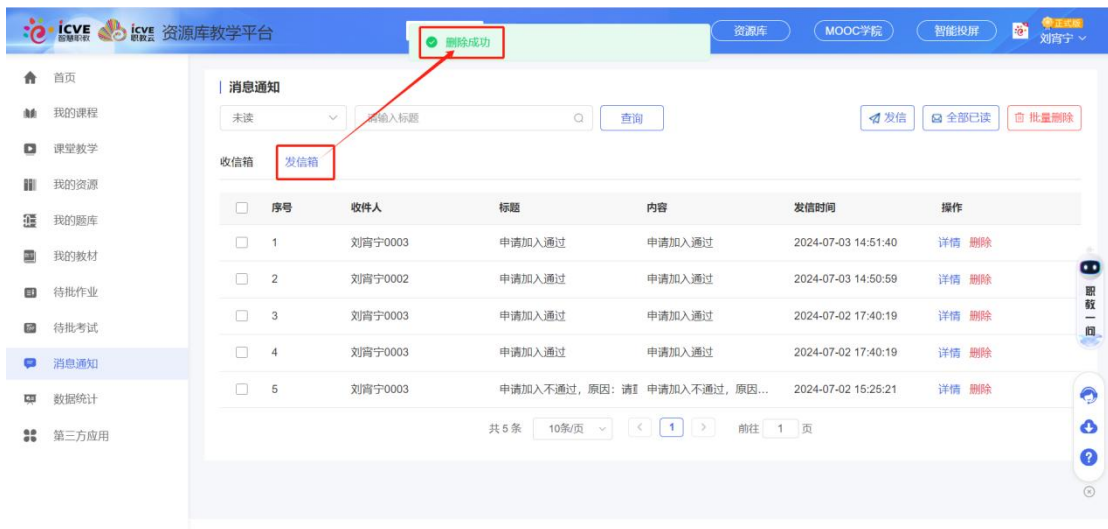 icve 智慧职教 icve 职教云 资源库教学平台 删除成功 资源库 MOOC学院 智能投屏 正式版 刘宵宁
首页
我的课程
课堂教学
我的资源
我的题库
我的教材
待批作业
待批考试
消息通知
数据统计
第三方应用
消息通知
未读 请输入标题 查询 发信 全部已读 批量删除
收信箱 发信箱
序号 收件人 标题 内容 发信时间 操作
1 刘宵宁0003 申请加入通过 申请加入通过 2024-07-03 14:51:40 详情 删除
2 刘宵宁0002 申请加入通过 申请加入通过 2024-07-03 14:50:59 详情 删除
3 刘宵宁0003 申请加入通过 申请加入通过 2024-07-02 17:40:19 详情 删除
4 刘宵宁0003 申请加入通过 申请加入通过 2024-07-02 17:40:19 详情 删除
5 刘宵宁0003 申请加入不通过，原因：请 申请加入不通过，原因... 2024-07-02 15:25:21 详情 删除
共 5 条 10条/页 1 前往 1 页
职教一问